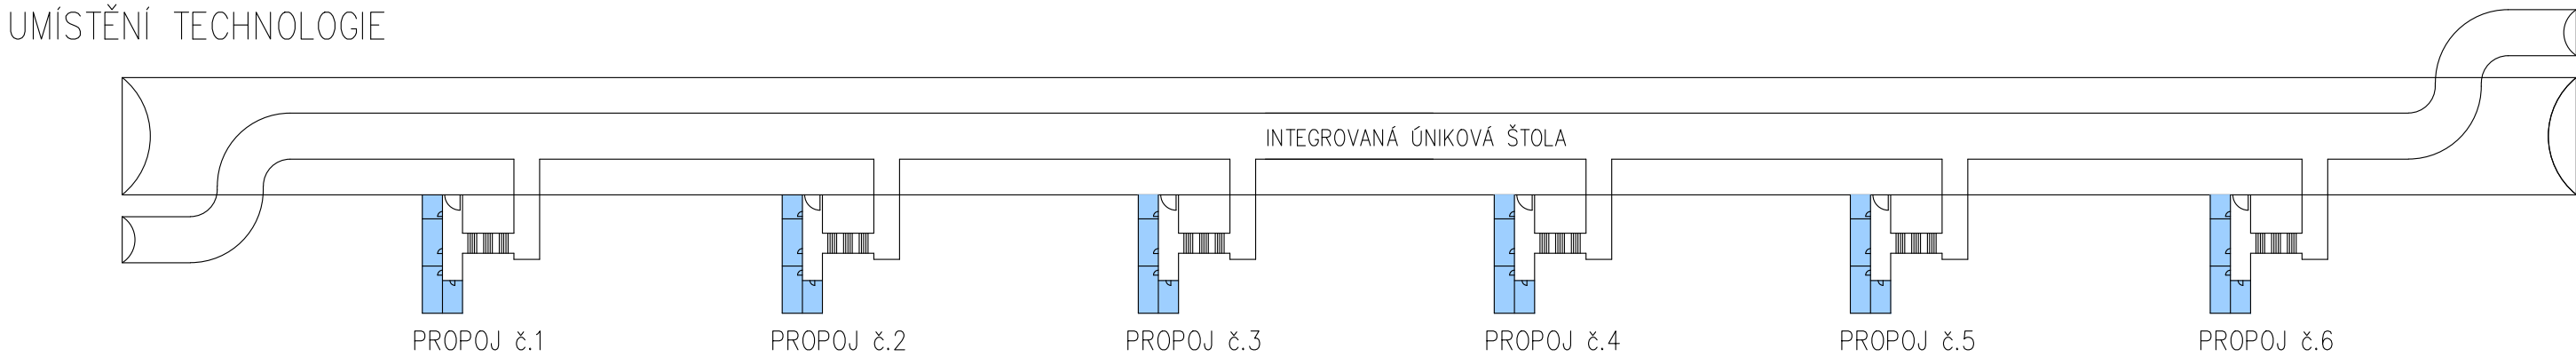 UMÍSTĚNÍ TECHNOLOGIE
INTEGROVANÁ ÚNIKOVÁ ŠTOLA
PROPOJ č.1
PROPOJ č.2
PROPOJ č.3
PROPOJ č.4
PROPOJ č.5
PROPOJ č.6